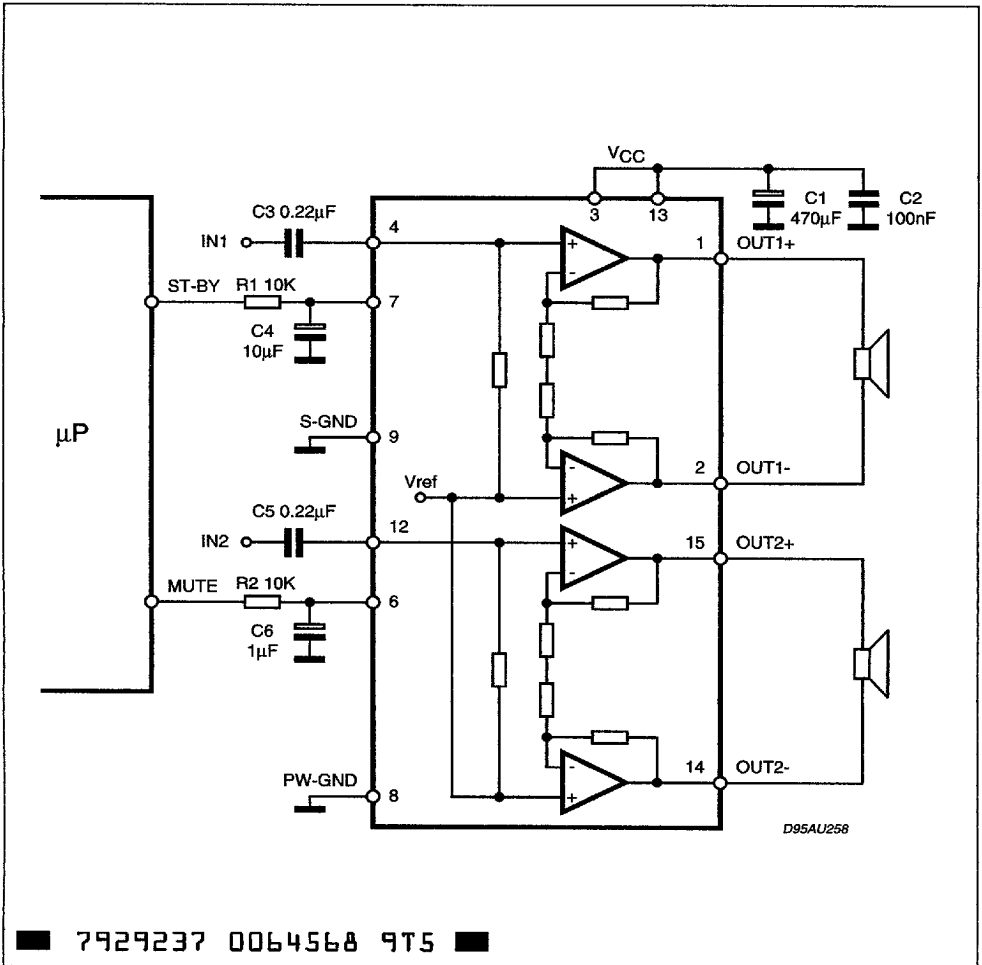 VCC
3
13
C1
470µF
C2
100nF
C3 0.22µF
IN1
4
1
OUT1+
+
-
ST-BY
R1 10K
7
C4
10µF
µP
S-GND
9
Vref
-
+
2
OUT1-
C5 0.22µF
IN2
12
+
-
15
OUT2+
MUTE
R2 10K
6
C6
1µF
PW-GND
8
-
+
14
OUT2-
D95AU258
7929237 0064568 9T5